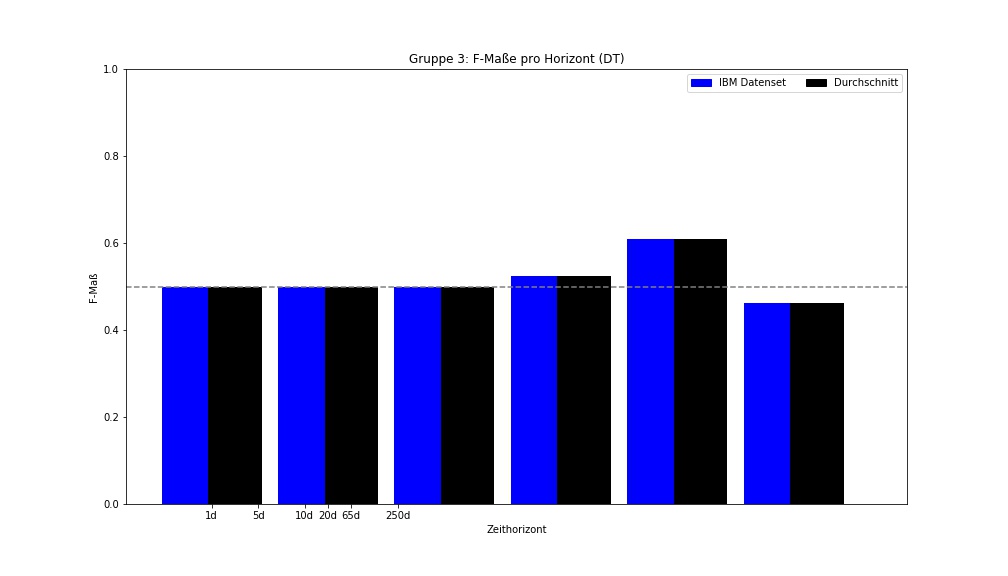 Gruppe 3: F-Maße pro Horizont (DT)
IBM Datenset Durchschnitt
1.0
0.8
0.6
0.4
0.2
0.0
F-Maß
1d 5d 10d 20d 65d 250d
Zeithorizont